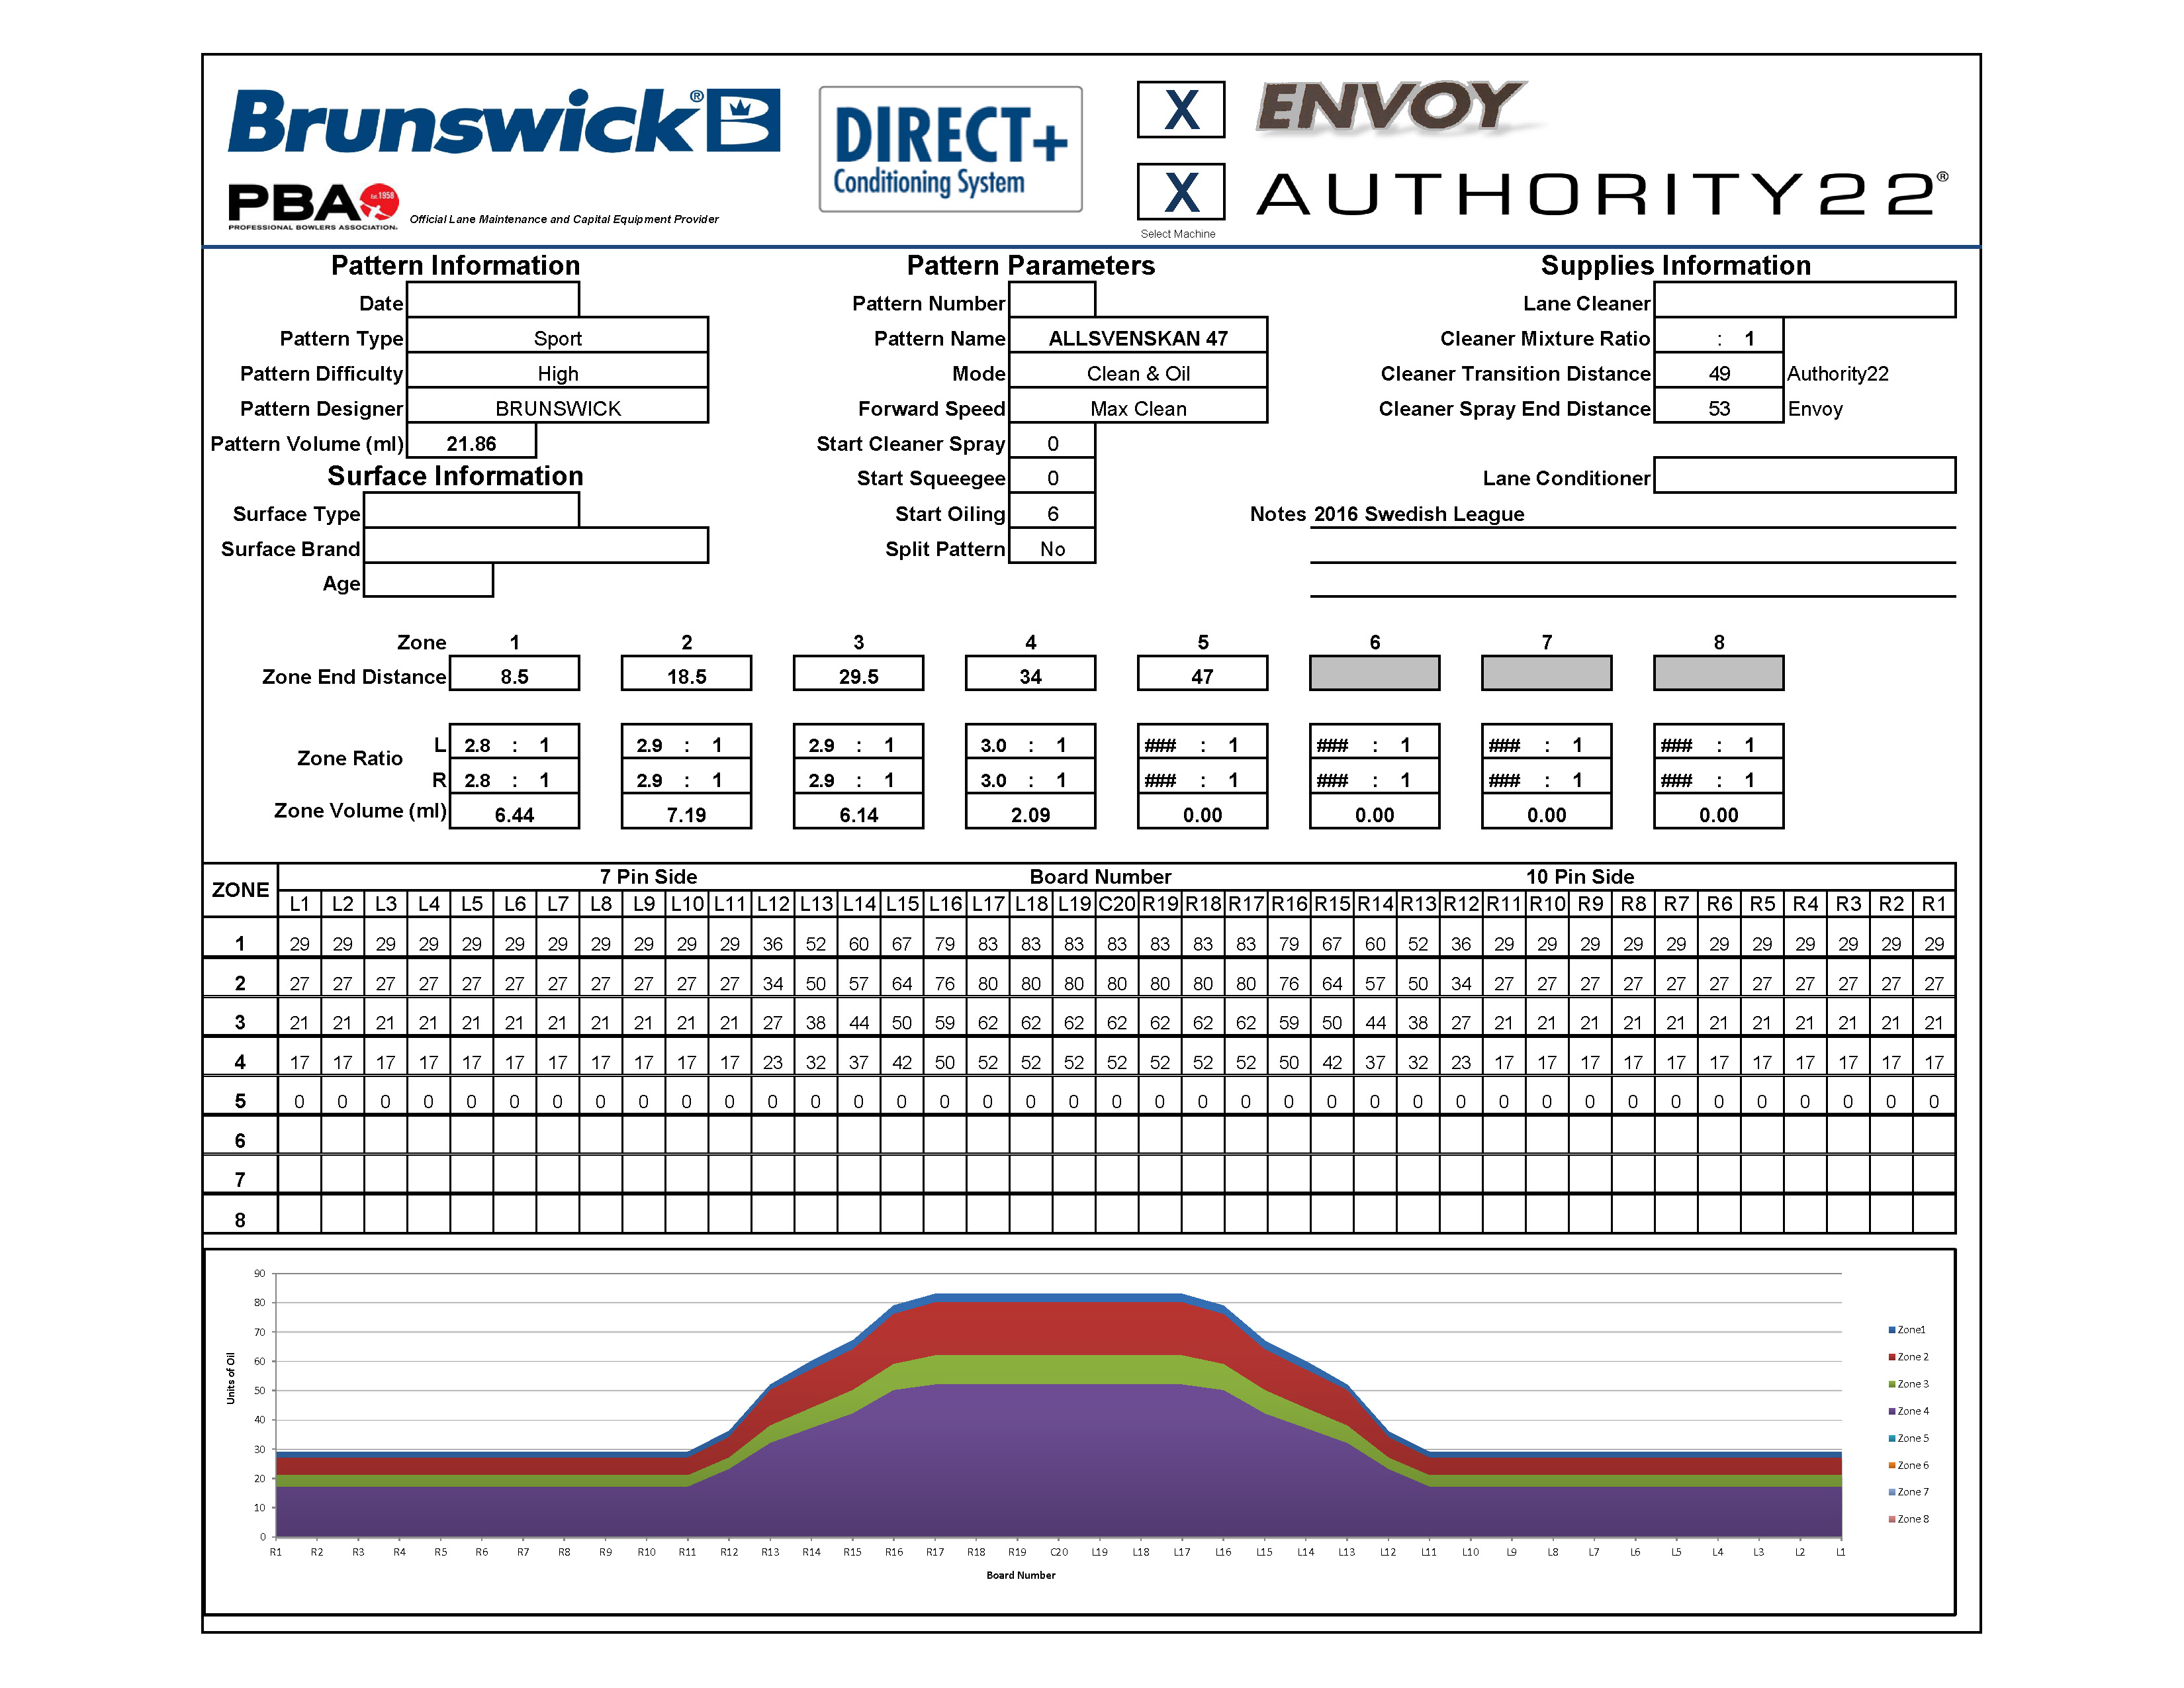 Brunswick® B
DIRECT+
Conditioning System
X ENVOY
X AUTHORITY22®
Select Machine
PBA est.1958
PROFESSIONAL BOWLERS ASSOCIATION.
Official Lane Maintenance and Capital Equipment Provider
Pattern Information
Date
Pattern Type Sport
Pattern Difficulty High
Pattern Designer BRUNSWICK
Pattern Volume (ml) 21.86
Surface Information
Surface Type
Surface Brand
Age
Pattern Parameters
Pattern Number
Pattern Name ALLSVENSKAN 47
Mode Clean & Oil
Forward Speed Max Clean
Start Cleaner Spray 0
Start Squeegee 0
Start Oiling 6
Split Pattern No
Supplies Information
Lane Cleaner
Cleaner Mixture Ratio : 1
Cleaner Transition Distance 49 Authority22
Cleaner Spray End Distance 53 Envoy
Lane Conditioner
Notes 2016 Swedish League
Zone 1 2 3 4 5 6 7 8
Zone End Distance 8.5 18.5 29.5 34 47
Zone Ratio
L 2.8 : 1 2.9 : 1 2.9 : 1 3.0 : 1 ### : 1 ### : 1 ### : 1 ### : 1
R 2.8 : 1 2.9 : 1 2.9 : 1 3.0 : 1 ### : 1 ### : 1 ### : 1 ### : 1
Zone Volume (ml) 6.44 7.19 6.14 2.09 0.00 0.00 0.00 0.00
ZONE 7 Pin Side Board Number 10 Pin Side
L1 L2 L3 L4 L5 L6 L7 L8 L9 L10 L11 L12 L13 L14 L15 L16 L17 L18 L19 C20 R19 R18 R17 R16 R15 R14 R13 R12 R11 R10 R9 R8 R7 R6 R5 R4 R3 R2 R1
1 29 29 29 29 29 29 29 29 29 29 29 36 52 60 67 79 83 83 83 83 83 83 83 79 67 60 52 36 29 29 29 29 29 29 29 29 29 29 29
2 27 27 27 27 27 27 27 27 27 27 27 34 50 57 64 76 80 80 80 80 80 80 80 76 64 57 50 34 27 27 27 27 27 27 27 27 27 27 27
3 21 21 21 21 21 21 21 21 21 21 21 27 38 44 50 59 62 62 62 62 62 62 62 59 50 44 38 27 21 21 21 21 21 21 21 21 21 21 21
4 17 17 17 17 17 17 17 17 17 17 17 23 32 37 42 50 52 52 52 52 52 52 52 50 42 37 32 23 17 17 17 17 17 17 17 17 17 17 17
5 0 0 0 0 0 0 0 0 0 0 0 0 0 0 0 0 0 0 0 0 0 0 0 0 0 0 0 0 0 0 0 0 0 0 0 0 0 0 0
6
7
8
Units of Oil
90
80
70
60
50
40
30
20
10
0
R1 R2 R3 R4 R5 R6 R7 R8 R9 R10 R11 R12 R13 R14 R15 R16 R17 R18 R19 C20 L19 L18 L17 L16 L15 L14 L13 L12 L11 L10 L9 L8 L7 L6 L5 L4 L3 L2 L1
Board Number
Zone1
Zone 2
Zone 3
Zone 4
Zone 5
Zone 6
Zone 7
Zone 8